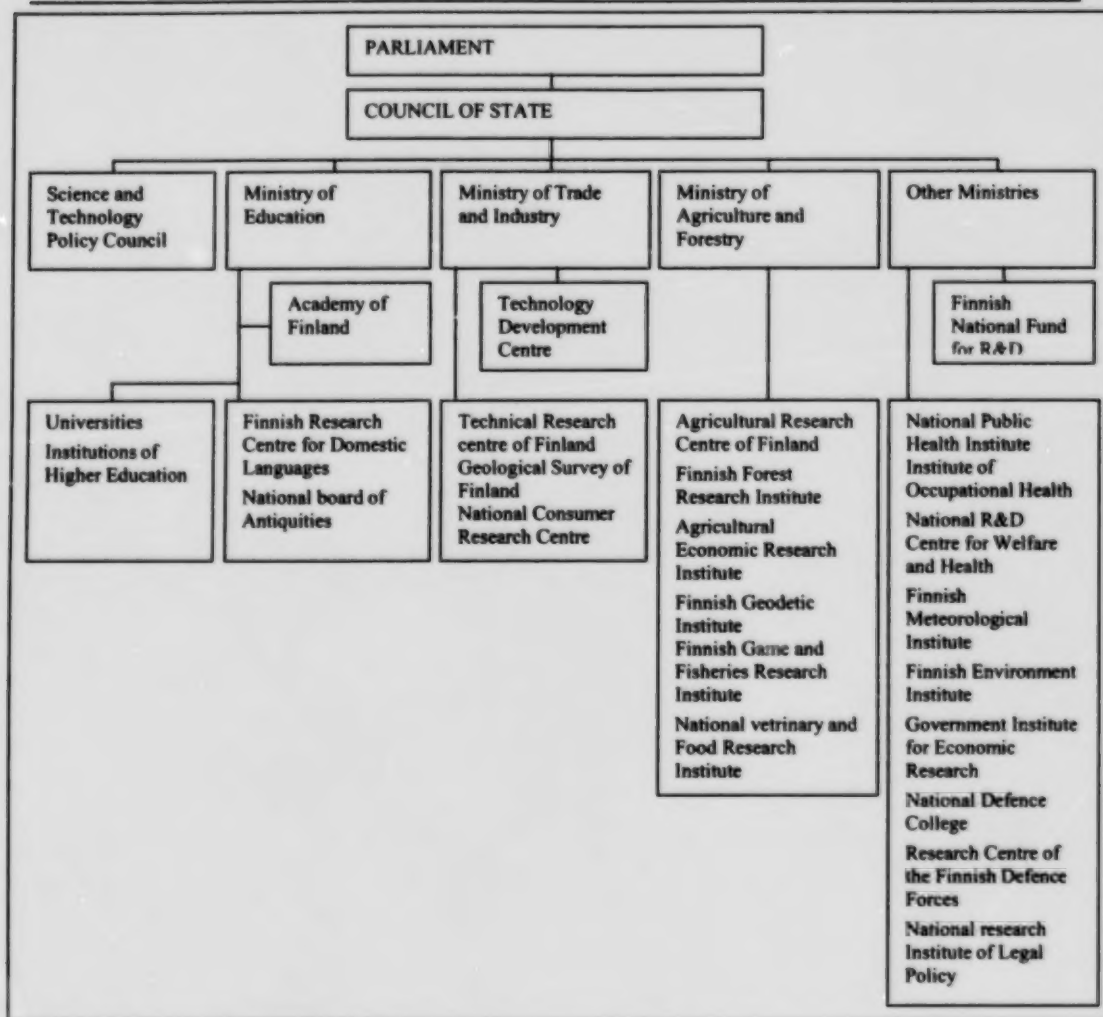 PARLIAMENT
COUNCIL OF STATE
Science and
Technology
Policy Council
Ministry of
Education
Ministry of Trade
and Industry
Ministry of
Agriculture and
Forestry
Other Ministries
Academy of
Finland
Technology
Development
Centre
Finnish
National Fund
for R&D
Universities
Institutions of
Higher Education
Finnish Research
Centre for Domestic
Languages
National board of
Antiquities
Technical Research
centre of Finland
Geological Survey of
Finland
National Consumer
Research Centre
Agricultural Research
Centre of Finland
Finnish Forest
Research Institute
Agricultural
Economic Research
Institute
Finnish Geodetic
Institute
Finnish Game and
Fisheries Research
Institute
National vetrinary and
Food Research
Institute
National Public
Health Institute
Institute of
Occupational Health
National R&D
Centre for Welfare
and Health
Finnish
Meteorological
Institute
Finnish Environment
Institute
Government Institute
for Economic
Research
National Defence
College
Research Centre of
the Finnish Defence
Forces
National research
Institute of Legal
Policy